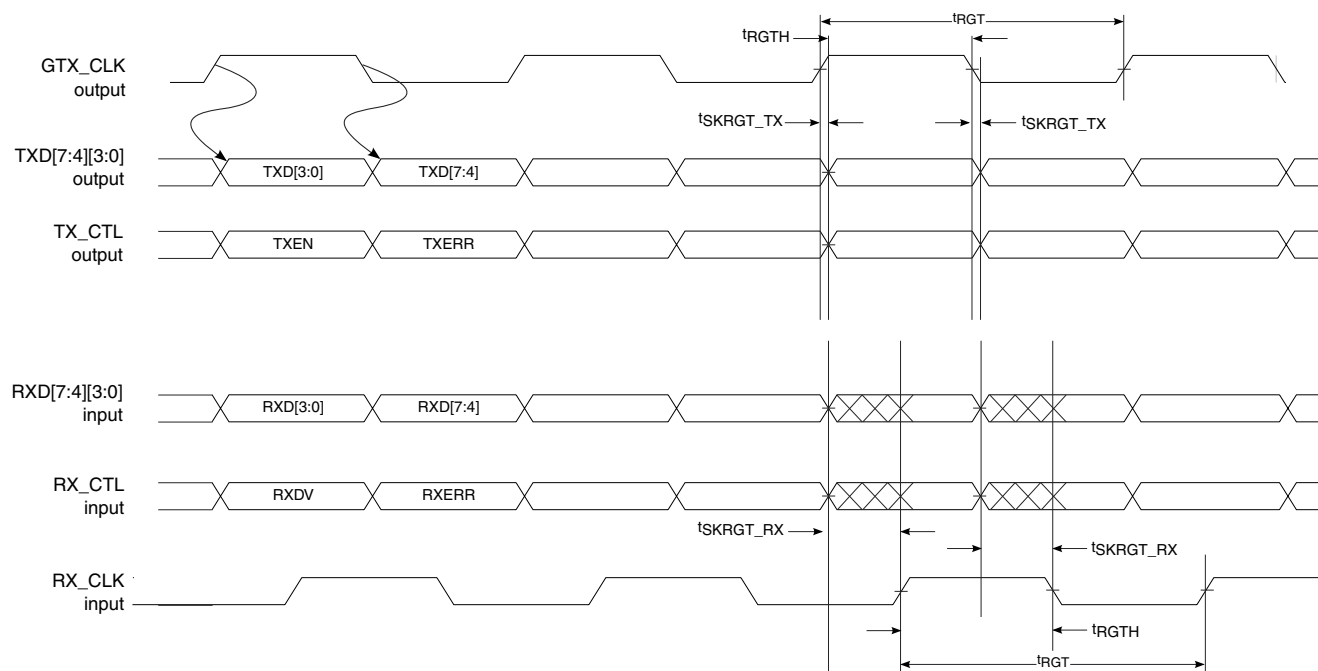 tRGT
tRGTH
GTX_CLK
output
tSKRGT_TX
tSKRGT_TX
TXD[7:4][3:0]
output
TXD[3:0]
TXD[7:4]
TX_CTL
output
TXEN
TXERR
RXD[7:4][3:0]
input
RXD[3:0]
RXD[7:4]
RX_CTL
input
RXDV
RXERR
tSKRGT_RX
tSKRGT_RX
RX_CLK
input
tRGTH
tRGT